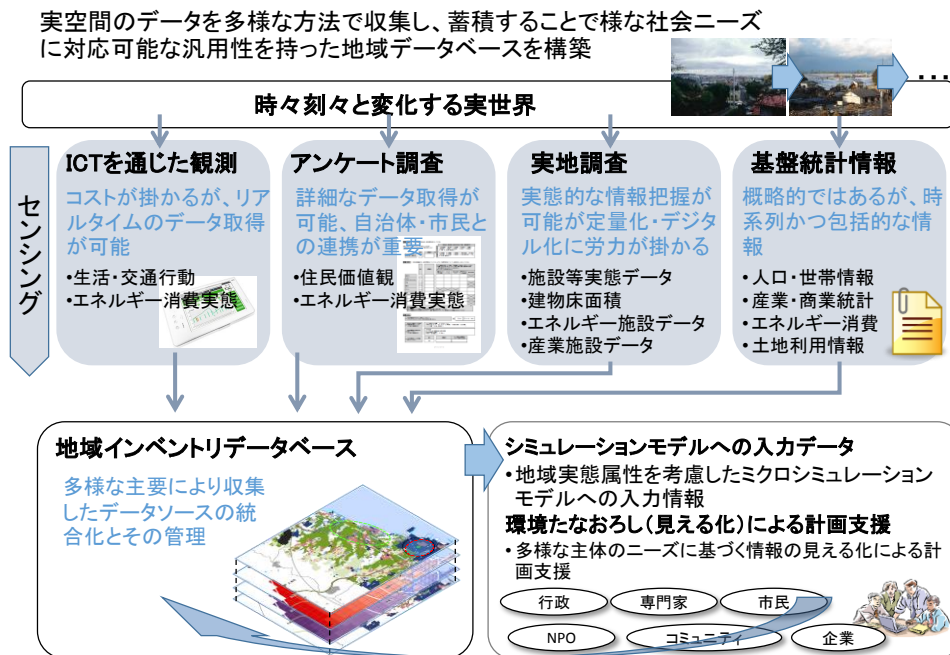 実空間のデータを多様な方法で収集し、蓄積することで様な社会ニーズ
に対応可能な汎用性を持った地域データベースを構築
…
時々刻々と変化する実世界
センシング
ICTを通じた観測
コストが掛かるが、リア
ルタイムのデータ取得
が可能
•生活・交通行動
•エネルギー消費実態
アンケート調査
詳細なデータ取得が
可能、自治体・市民と
の連携が重要
•住民価値観
•エネルギー消費実態
実地調査
実態的な情報把握が
可能が定量化・デジタ
ル化に労力が掛かる
•施設等実態データ
•建物床面積
•エネルギー施設データ
•産業施設データ
基盤統計情報
概略的ではあるが、時
系列かつ包括的な情
報
•人口・世帯情報
•産業・商業統計
•エネルギー消費
•土地利用情報
地域インベントリデータベース
多様な主要により収集
したデータソースの統
合化とその管理
シミュレーションモデルへの入力データ
•地域実態属性を考慮したミクロシミュレーション
モデルへの入力情報
環境たなおろし（見える化）による計画支援
•多様な主体のニーズに基づく情報の見える化による計
画支援
行政
専門家
市民
NPO
コミュニティ
企業